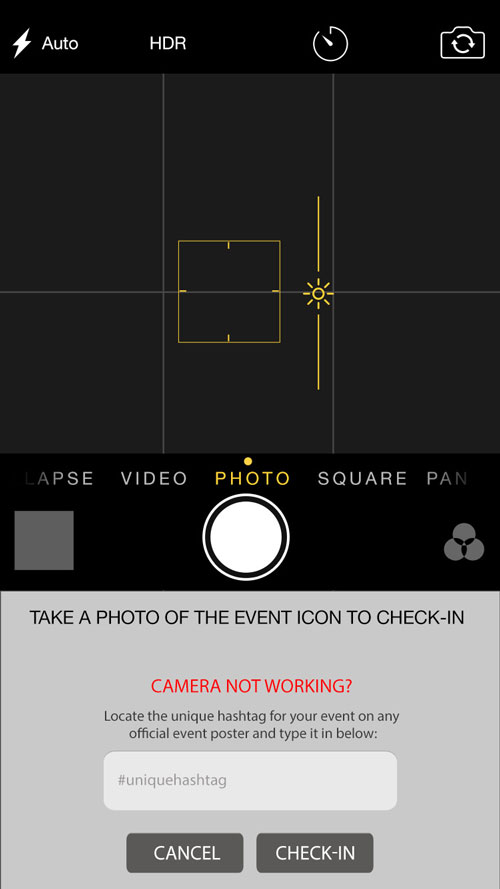 Auto HDR
LAPSE VIDEO PHOTO SQUARE PAN
TAKE A PHOTO OF THE EVENT ICON TO CHECK-IN
CAMERA NOT WORKING?
Locate the unique hashtag for your event on any
official event poster and type it in below:
#uniquehashtag
CANCEL CHECK-IN